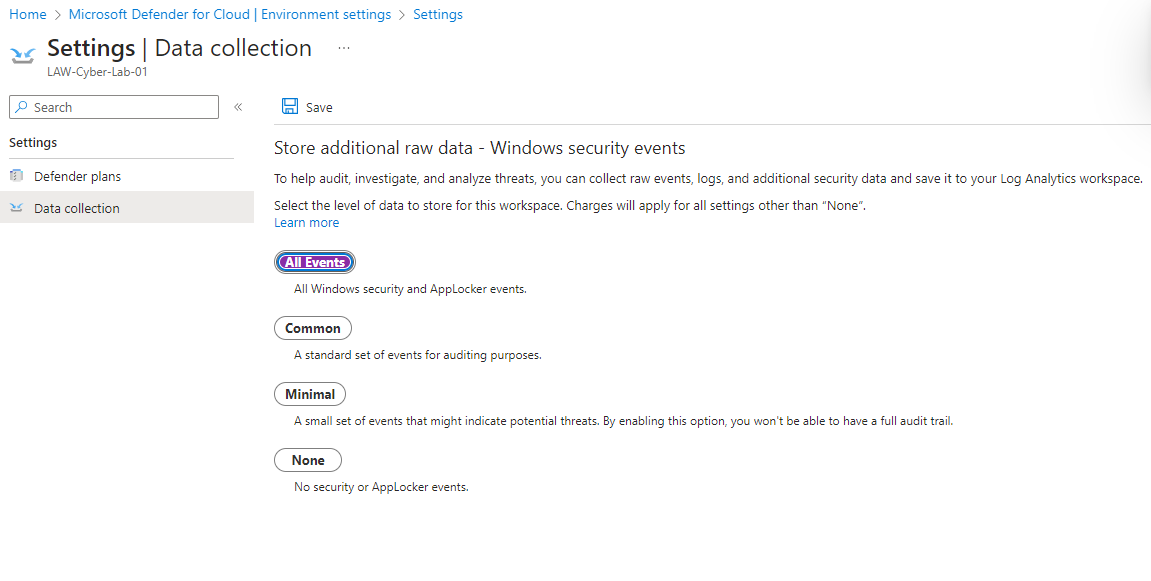 Home > Microsoft Defender for Cloud | Environment settings > Settings
Settings | Data collection ...
LAW-Cyber-Lab-01
Search «
Save
Settings
Defender plans
Data collection
Store additional raw data - Windows security events
To help audit, investigate, and analyze threats, you can collect raw events, logs, and additional security data and save it to your Log Analytics workspace.
Select the level of data to store for this workspace. Charges will apply for all settings other than “None”.
Learn more
All Events
All Windows security and AppLocker events.
Common
A standard set of events for auditing purposes.
Minimal
A small set of events that might indicate potential threats. By enabling this option, you won't be able to have a full audit trail.
None
No security or AppLocker events.